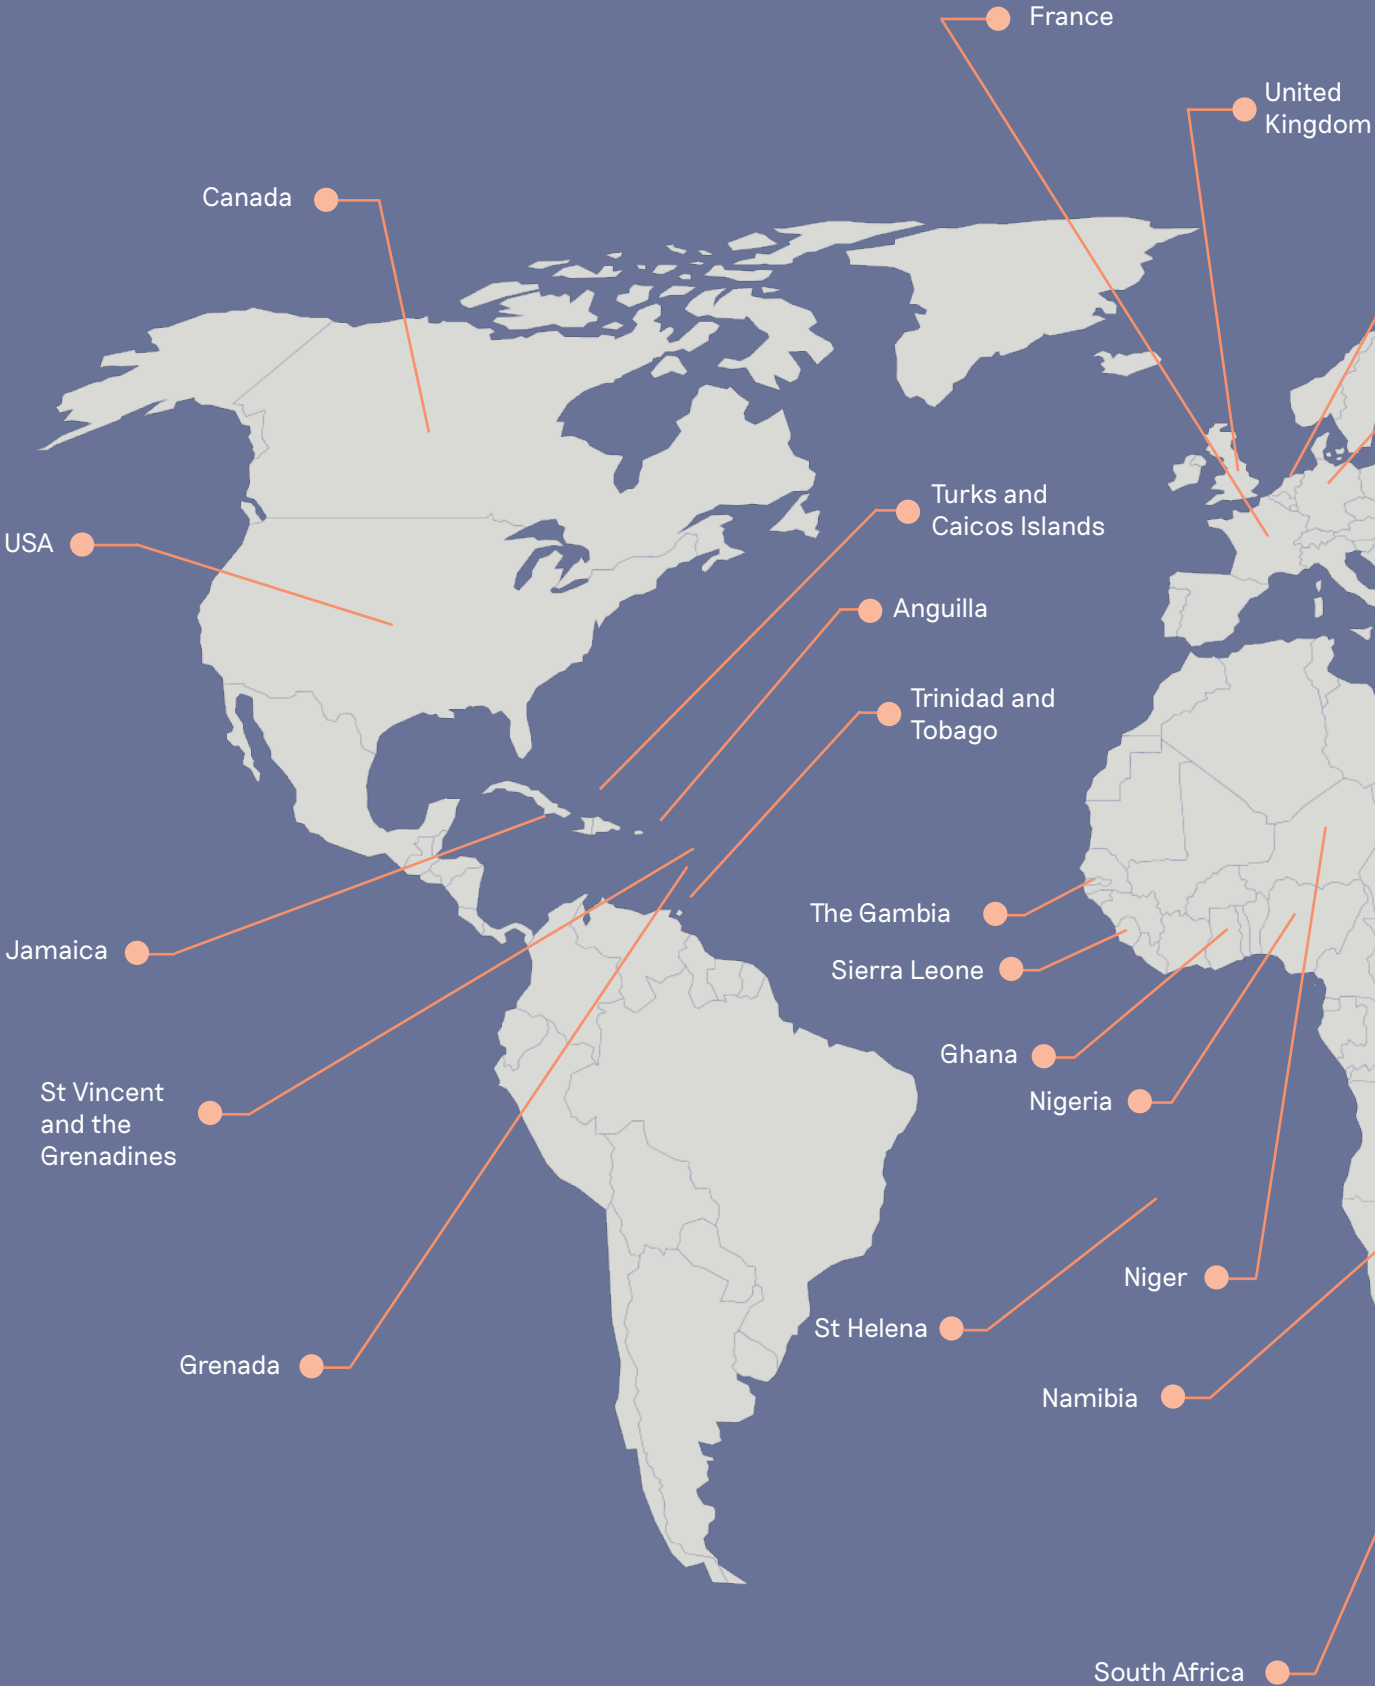 France
United
Kingdom
Canada
Turks and
Caicos Islands
USA
Anguilla
Trinidad and
Tobago
The Gambia
Jamaica
Sierra Leone
Ghana
St Vincent
and the
Grenadines
Nigeria
Niger
St Helena
Grenada
Namibia
South Africa